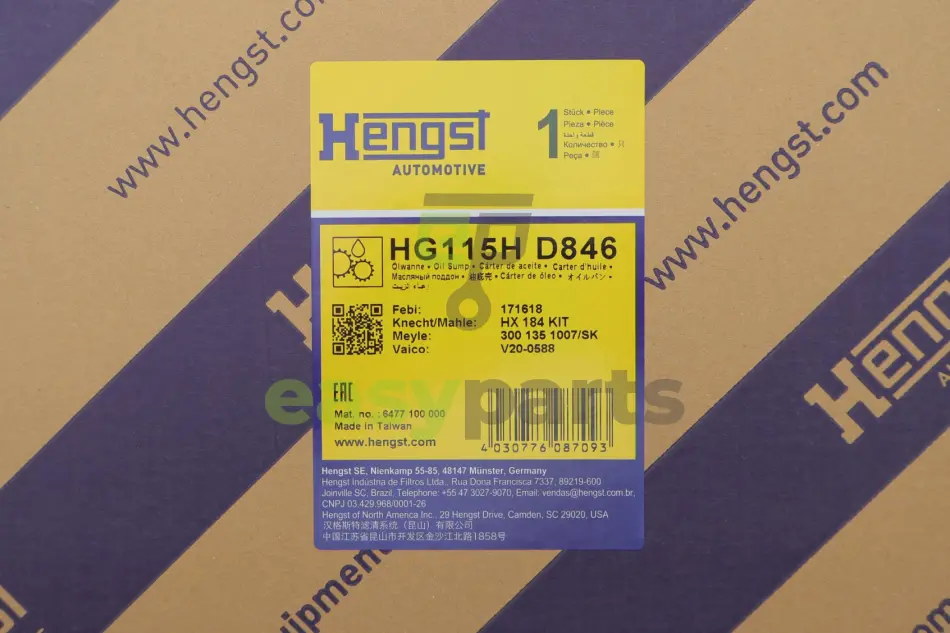 www.hengst.com
www.hengst.com
Hengst
AUTOMOTIVE
1
Stück • Piece
Pieza • Pièce
قطعة واحدة
Количество • 只
Peça • 個
HG115H D846
Ölwanne • Oil Sump • Cárter de aceite • Carter d'huile •
Масляный поддон • 油底壳 • Cárter de óleo • オイルパン •
Febi: 171618
Knecht/Mahle: HX 184 KIT
Meyle: 300 135 1007/SK
Vaico: V20-0588
easyparts
EAC
Mat. no. : 6477 100 000
Made in Taiwan
www.hengst.com
4 030776 087093
Hengst SE, Nienkamp 55-85, 48147 Münster, Germany
Hengst Indústria de Filtros Ltda., Rua Dona Francisca 7337, 89219-600
Joinville SC, Brazil, Telephone: +55 47 3027-9070, Email: vendas@hengst.com.br,
CNPJ 03.429.968/0001-26
Hengst of North America Inc., 29 Hengst Drive, Camden, SC 29020, USA
汉格斯特滤清系统（昆山）有限公司
中国江苏省昆山市开发区金沙江北路1858号
Hengst